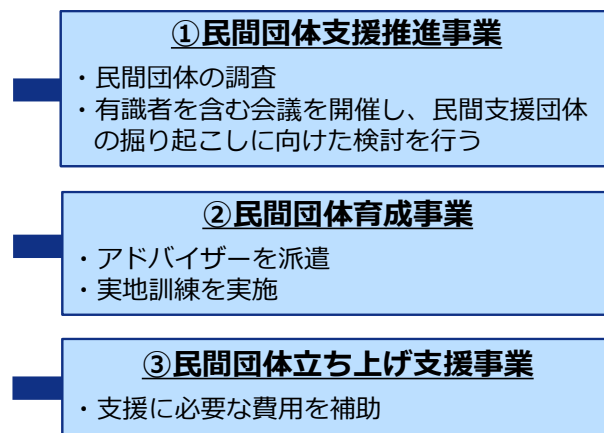 ①民間団体支援推進事業
・民間団体の調査
・有識者を含む会議を開催し、民間支援団体
の掘り起こしに向けた検討を行う
②民間団体育成事業
・アドバイザーを派遣
・実地訓練を実施
③民間団体立ち上げ支援事業
・支援に必要な費用を補助